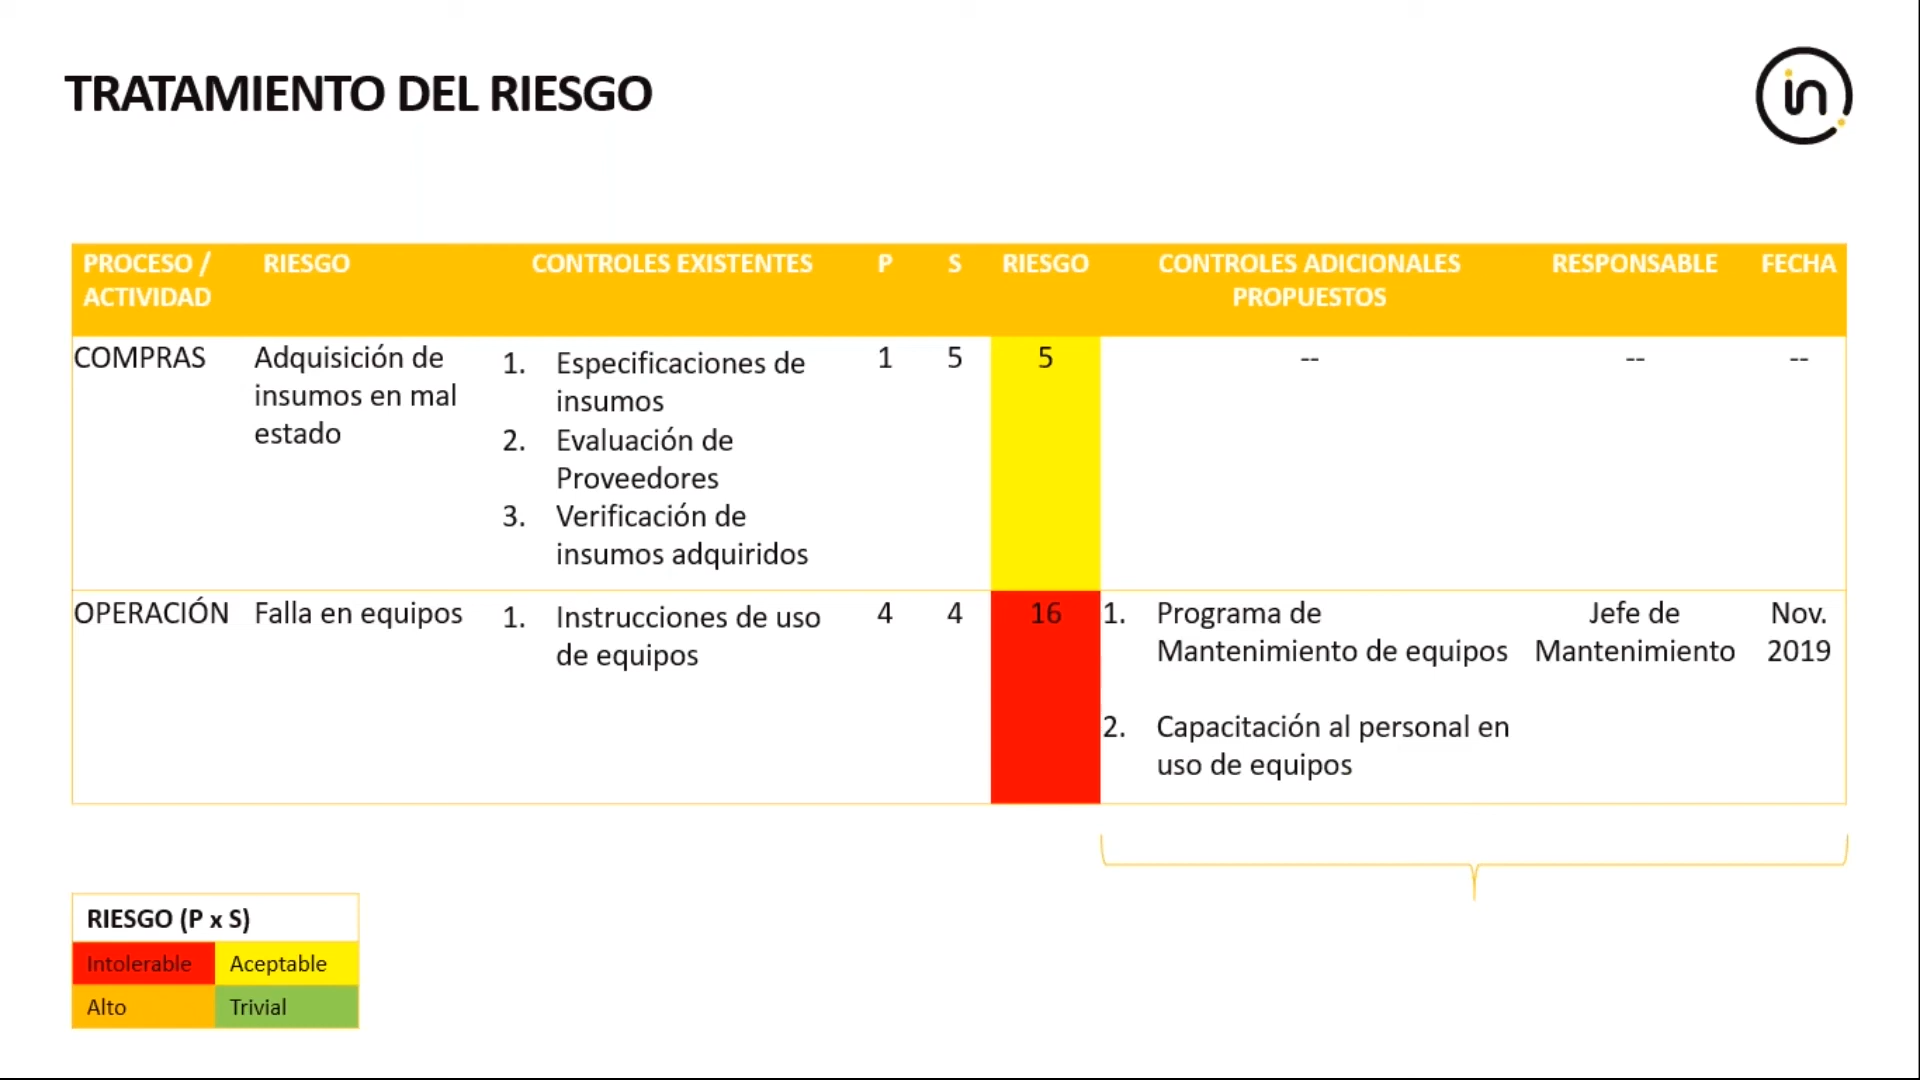 TRATAMIENTO DEL RIESGO
in
PROCESO /
ACTIVIDAD
RIESGO
CONTROLES EXISTENTES
P
S
RIESGO
CONTROLES ADICIONALES
PROPUESTOS
RESPONSABLE
FECHA
COMPRAS
Adquisición de
insumos en mal
estado
1. Especificaciones de
insumos
2. Evaluación de
Proveedores
3. Verificación de
insumos adquiridos
1
5
5
--
--
--
OPERACIÓN
Falla en equipos
1. Instrucciones de uso
de equipos
4
4
16
1. Programa de
Mantenimiento de equipos
2. Capacitación al personal en
uso de equipos
Jefe de
Mantenimiento
Nov.
2019
RIESGO (P x S)
Intolerable
Aceptable
Alto
Trivial